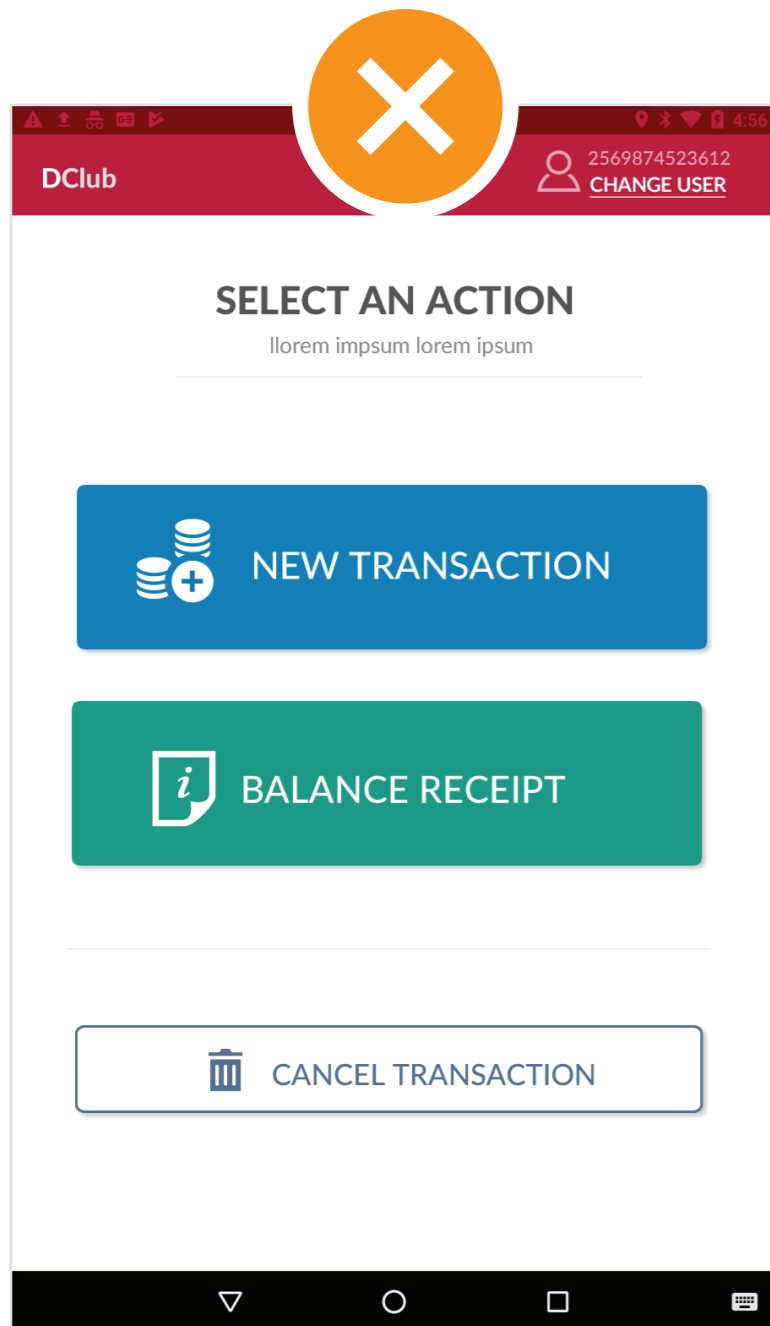 4:56
DClub
2569874523612
CHANGE USER
SELECT AN ACTION
llorem impsum lorem ipsum
NEW TRANSACTION
i
BALANCE RECEIPT
CANCEL TRANSACTION